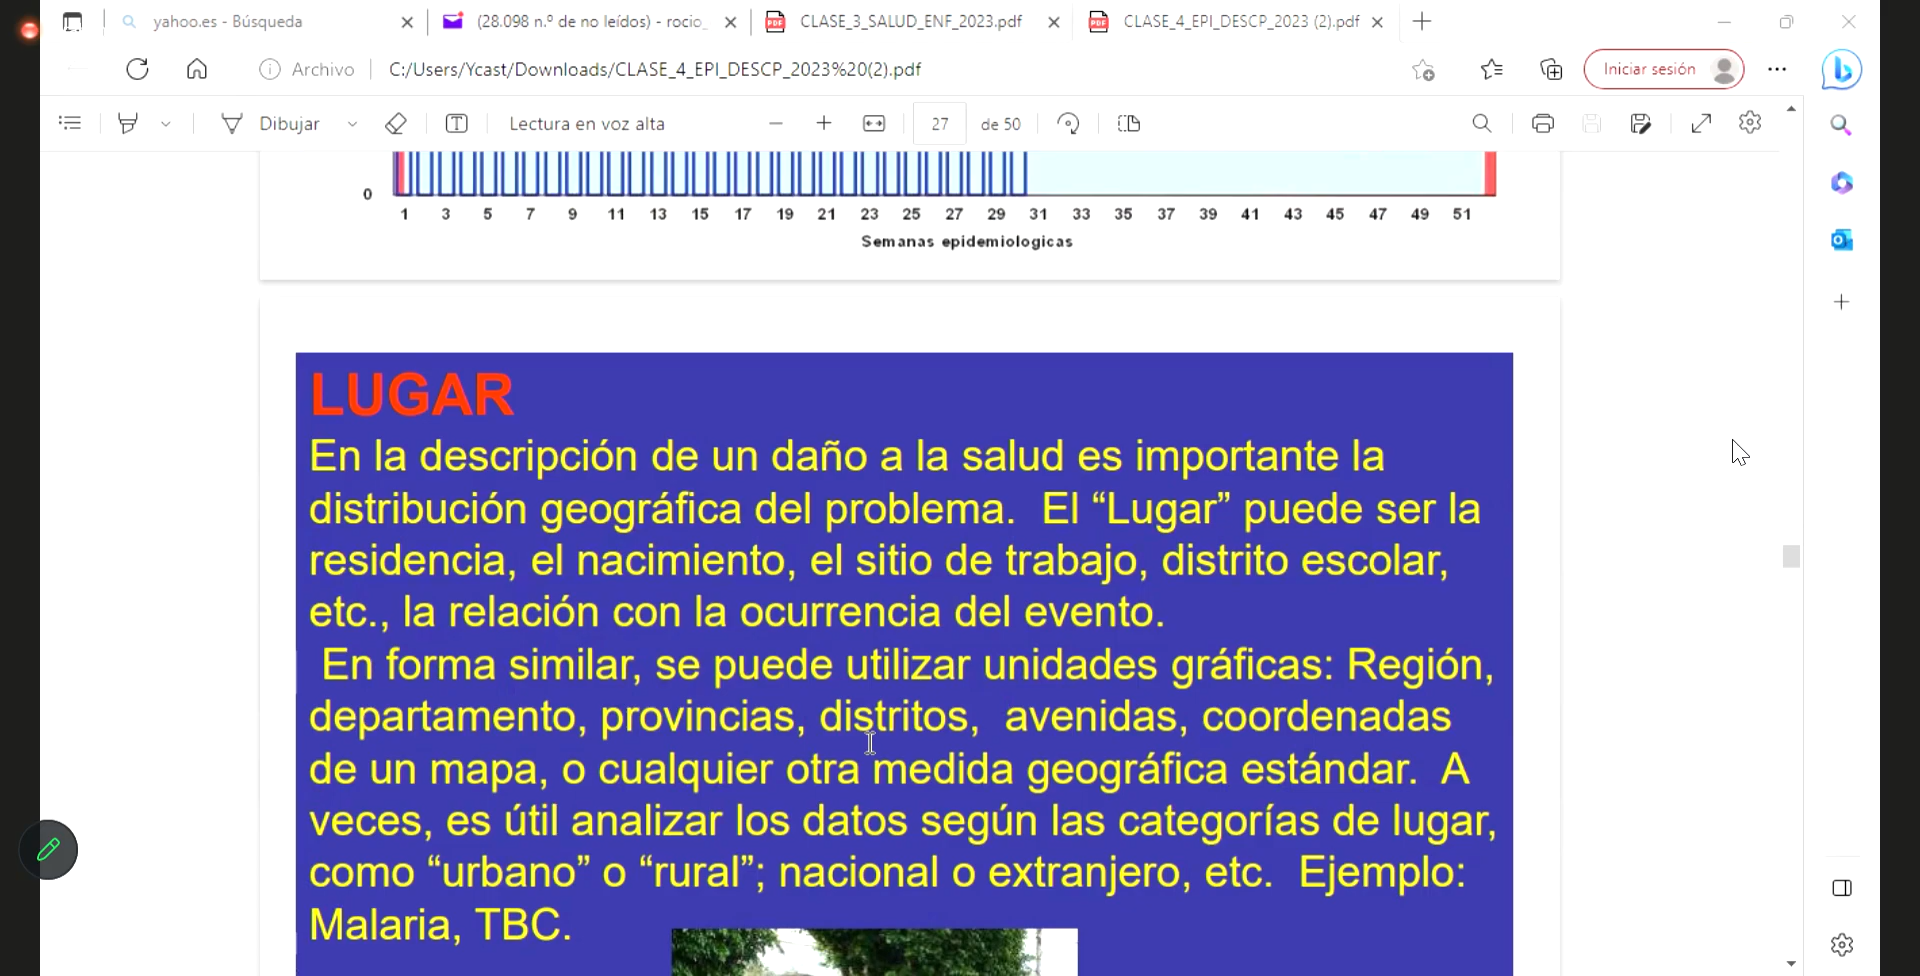 yahoo.es - Búsqueda
(28.098 n.º de no leídos) - rocio_
CLASE_3_SALUD_ENF_2023.pdf
CLASE_4_EPI_DESCP_2023 (2).pdf
Archivo
C:/Users/Ycast/Downloads/CLASE_4_EPI_DESCP_2023%20(2).pdf
Iniciar sesión
Dibujar
Lectura en voz alta
27 de 50
0
1 3 5 7 9 11 13 15 17 19 21 23 25 27 29 31 33 35 37 39 41 43 45 47 49 51
Semanas epidemiologicas
LUGAR
En la descripción de un daño a la salud es importante la
distribución geográfica del problema. El “Lugar” puede ser la
residencia, el nacimiento, el sitio de trabajo, distrito escolar,
etc., la relación con la ocurrencia del evento.
En forma similar, se puede utilizar unidades gráficas: Región,
departamento, provincias, distritos, avenidas, coordenadas
de un mapa, o cualquier otra medida geográfica estándar. A
veces, es útil analizar los datos según las categorías de lugar,
como “urbano” o “rural”; nacional o extranjero, etc. Ejemplo:
Malaria, TBC.